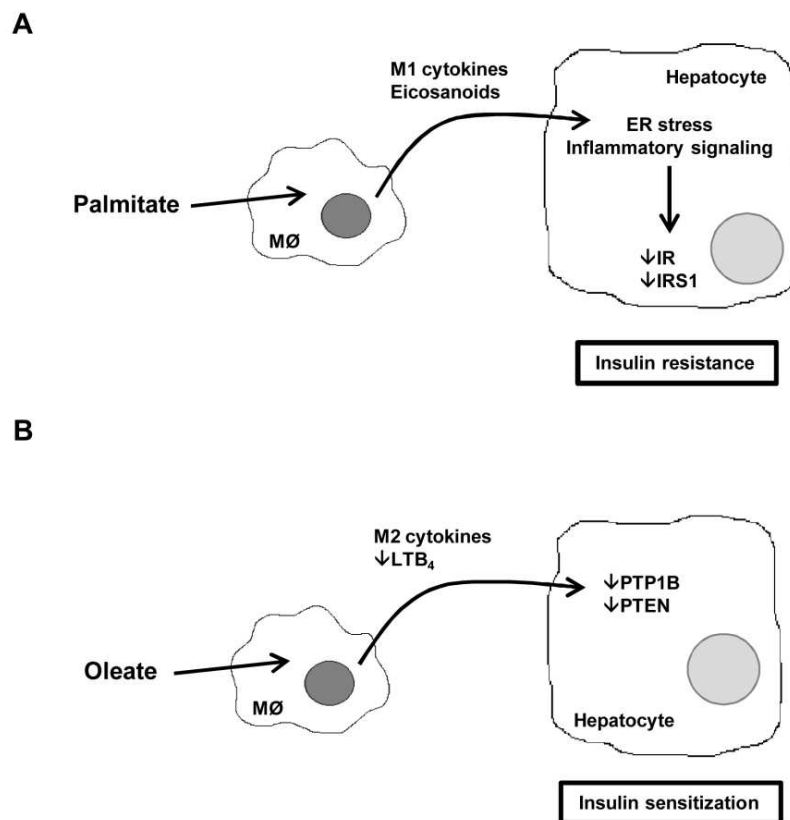 A
M1 cytokines
Eicosanoids
Hepatocyte
ER stress
Inflammatory signaling
Palmitate
MØ
↓IR
↓IRS1
Insulin resistance
B
M2 cytokines
↓LTB₄
↓PTP1B
↓PTEN
Oleate
MØ
Hepatocyte
Insulin sensitization